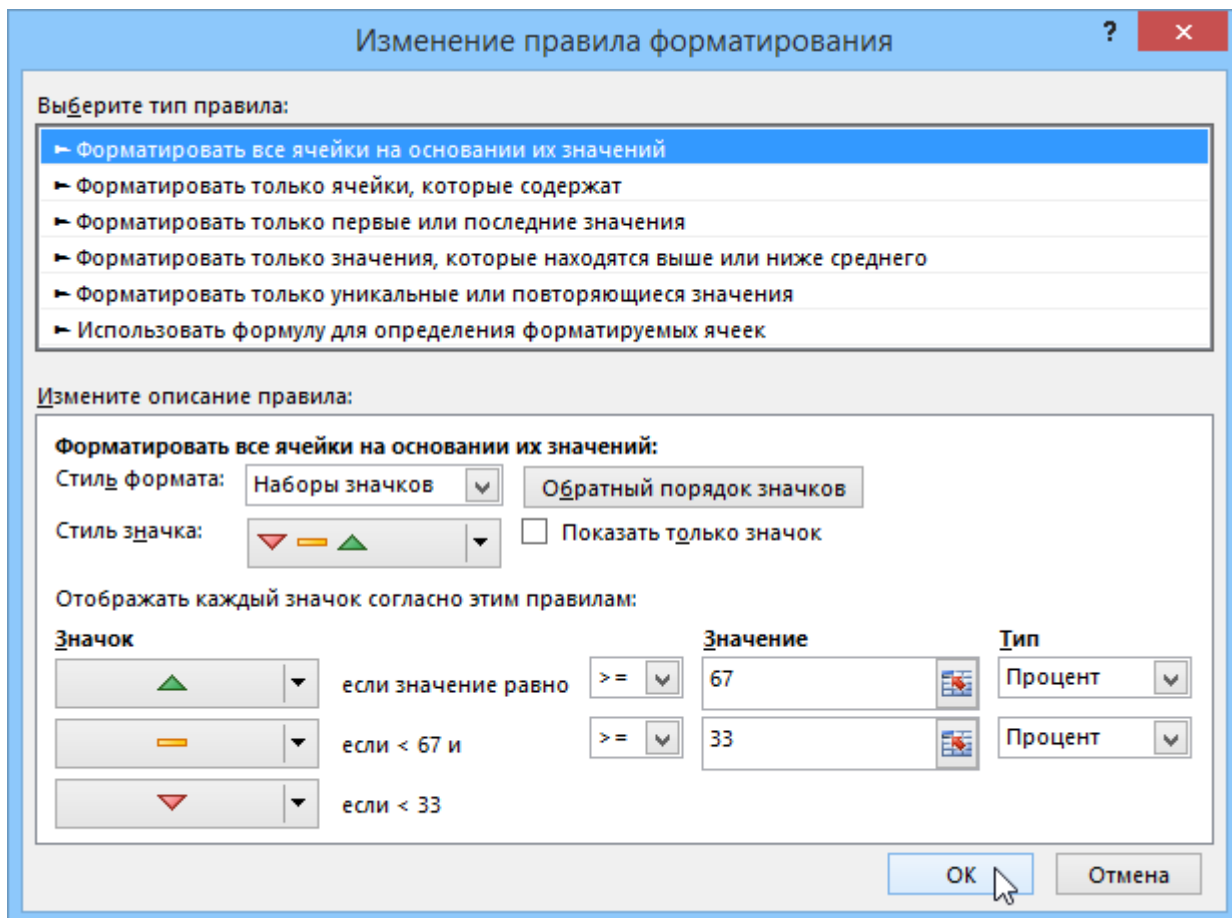 Изменение правила форматирования
?
Выберите тип правила:
► Форматировать все ячейки на основании их значений
► Форматировать только ячейки, которые содержат
► Форматировать только первые или последние значения
► Форматировать только значения, которые находятся выше или ниже среднего
► Форматировать только уникальные или повторяющиеся значения
► Использовать формулу для определения форматируемых ячеек
Измените описание правила:
Форматировать все ячейки на основании их значений:
Стиль формата: Наборы значков Обратный порядок значков
Стиль значка: Показать только значок
Отображать каждый значок согласно этим правилам:
Значок Значение Тип
если значение равно >= 67 Процент
если < 67 и >= 33 Процент
если < 33
ОК Отмена